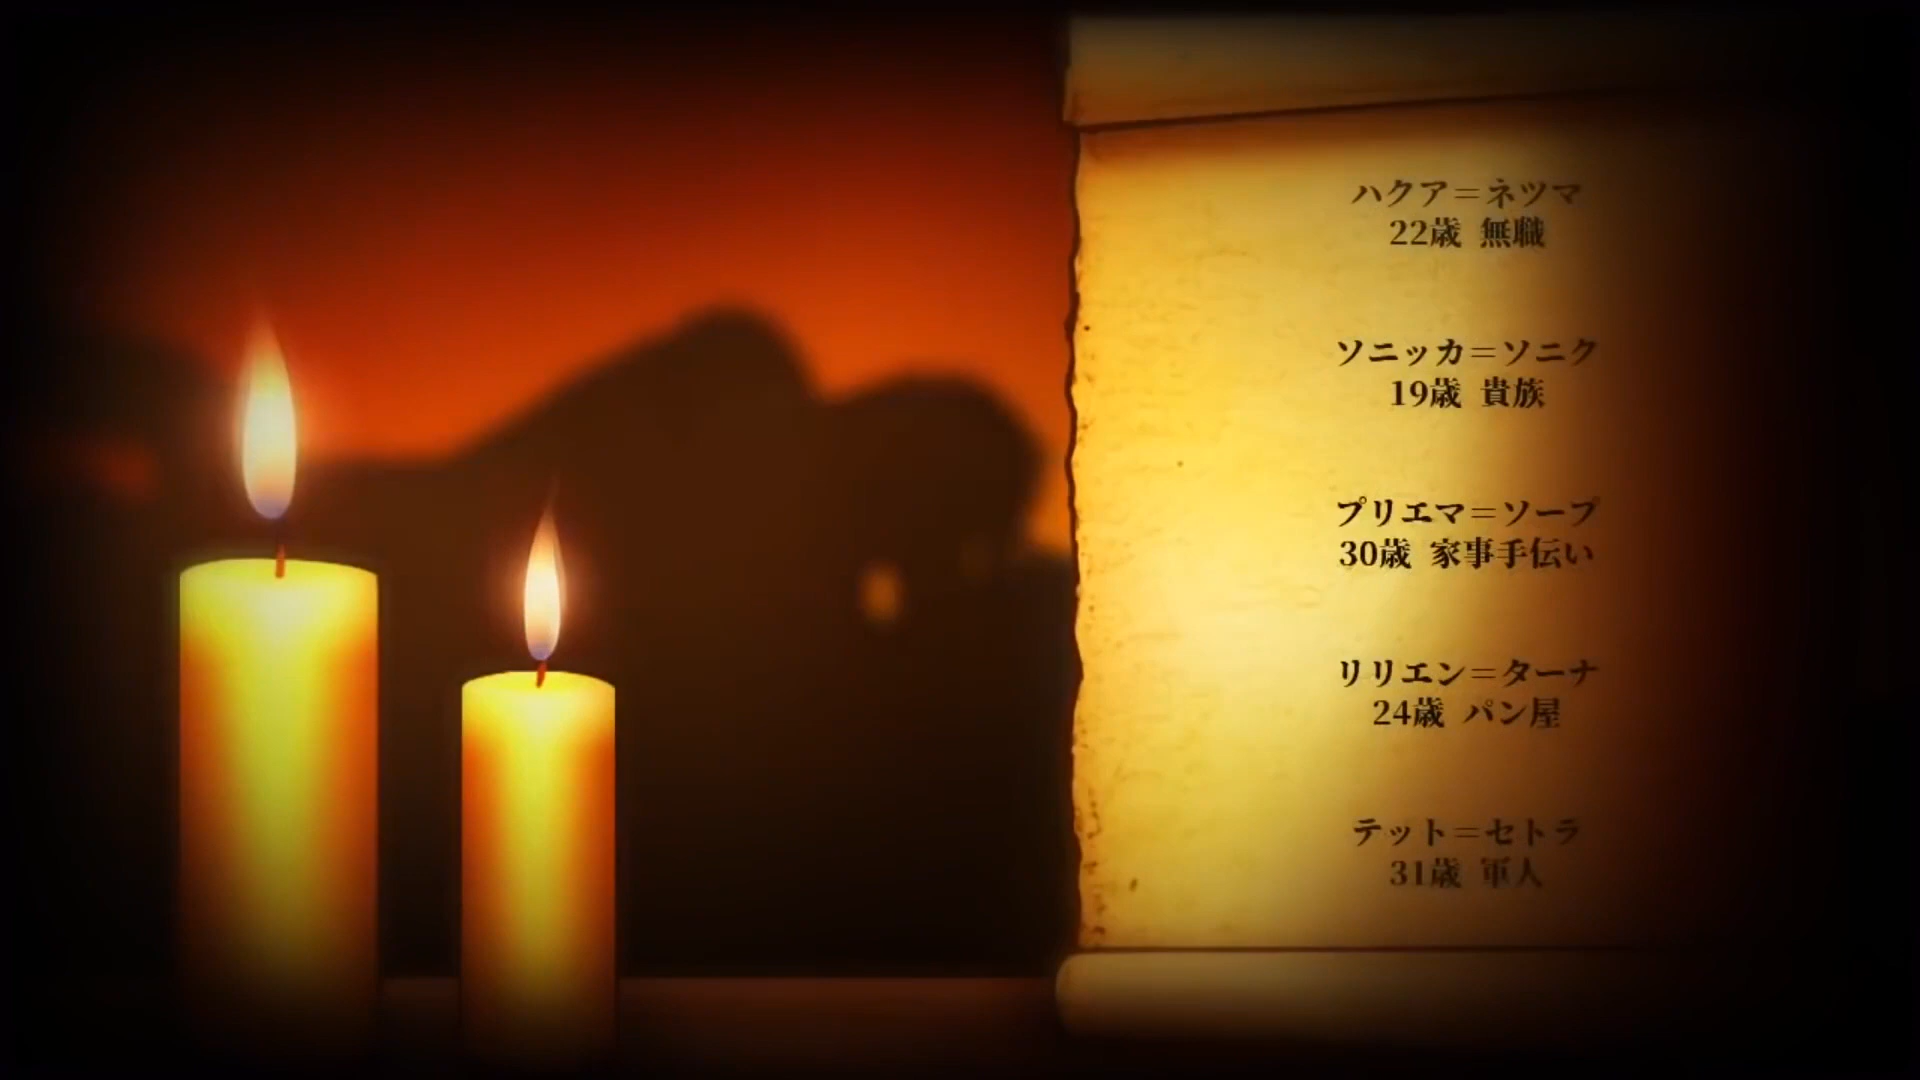 ハクア＝ネツマ
22歳 無職
ソニッカ＝ソニク
19歳 貴族
プリエマ＝ソープ
30歳 家事手伝い
リリエン＝ターナ
24歳 パン屋
テット＝セトラ
31歳 軍人